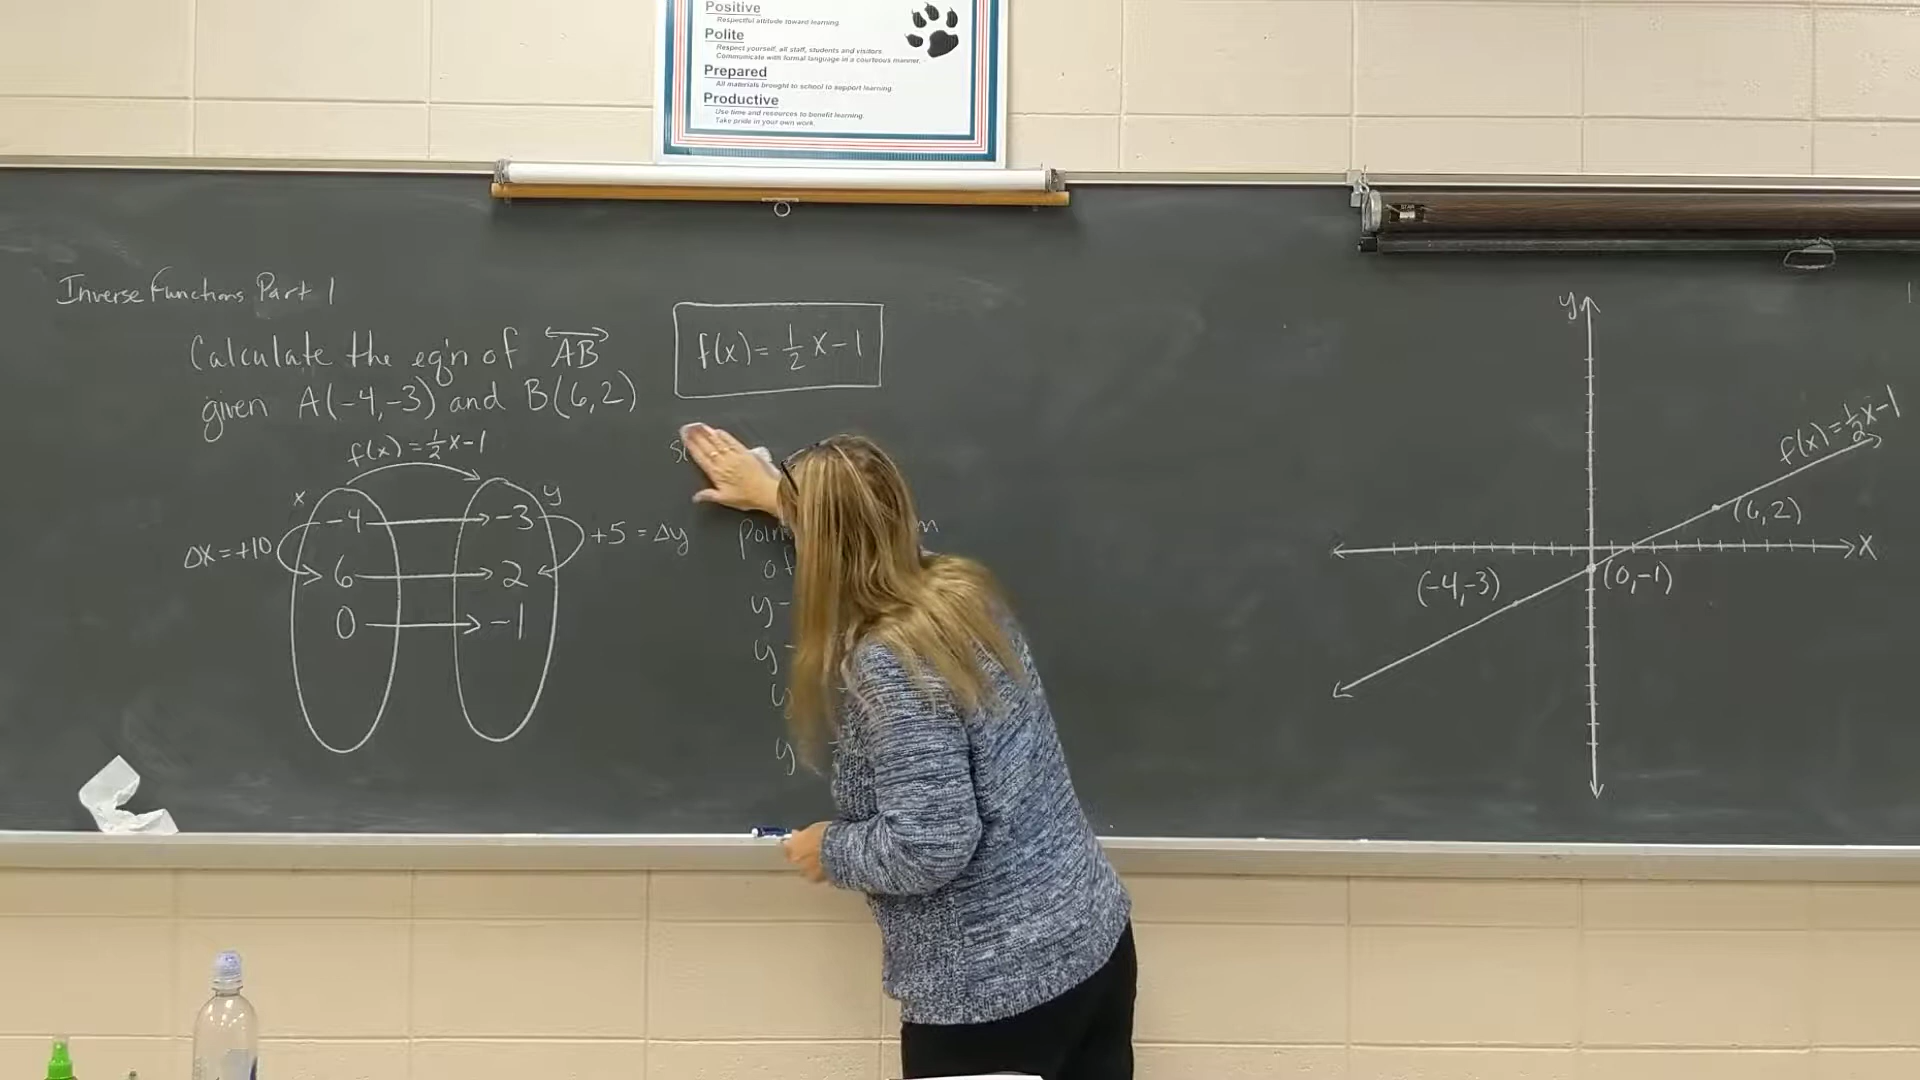 Positive
Respectful attitude toward learning.
Polite
Respect yourself, all staff, students and visitors.
Communicate with formal language in a courteous manner.
Prepared
All materials brought to school to support learning.
Productive
Use time and resources to benefit learning.
Take pride in your own work.
Inverse Functions Part 1
Calculate the eq'n of AB
given A(-4,-3) and B(6,2)
f(x) = 1/2 x - 1
f(x) = 1/2 x - 1
x
y
-4
-3
Δx = +10
+5 = Δy
6
2
0
-1
y-
y-
y
y
y
x
f(x) = 1/2 x - 1
(6,2)
(-4,-3)
(0,-1)